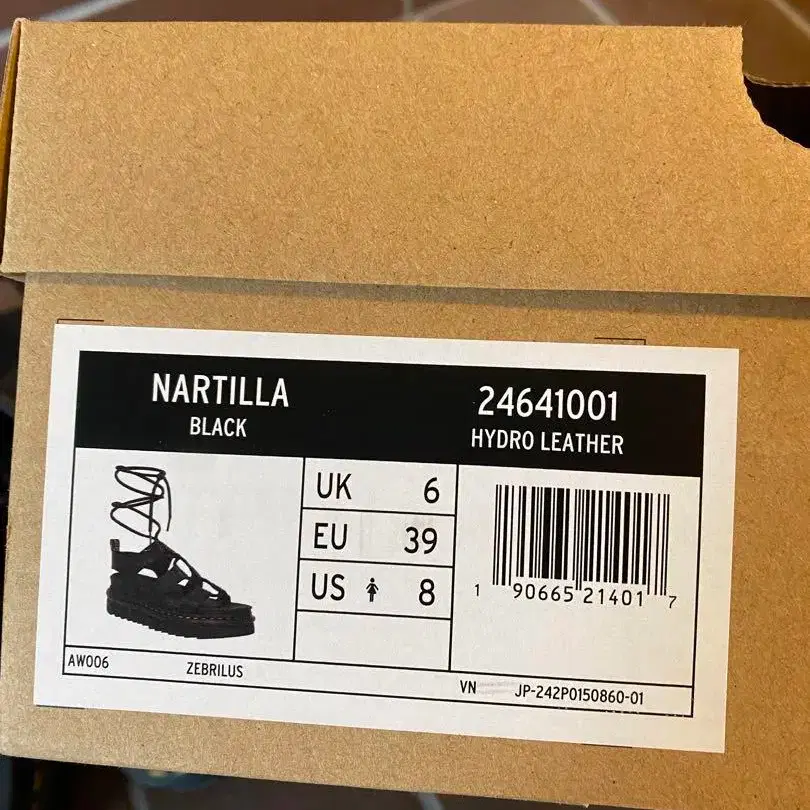 NARTILLA
BLACK
24641001
HYDRO LEATHER
UK 6
EU 39
US 8
1 90665 21401 7
AW006
ZEBRILUS
VN
JP-242P0150860-01